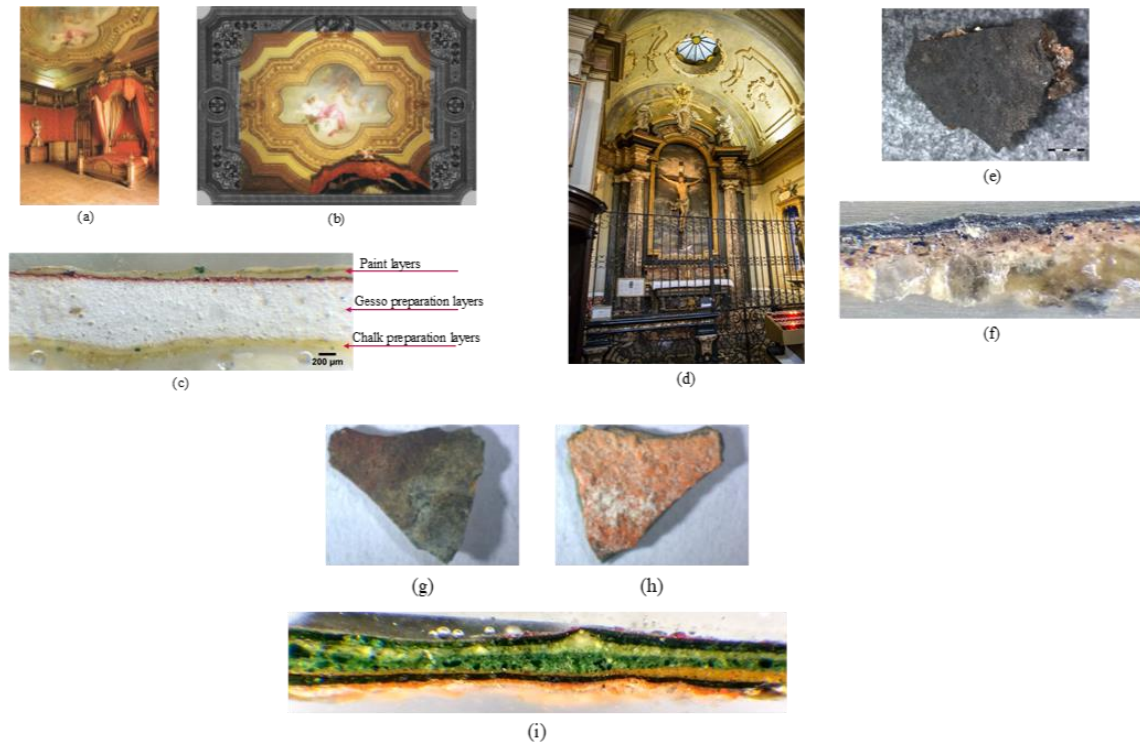 (a)
(b)
(e)
Paint layers
Gesso preparation layers
Chalk preparation layers
200 µm
(f)
(c)
(d)
(g)
(h)
(i)